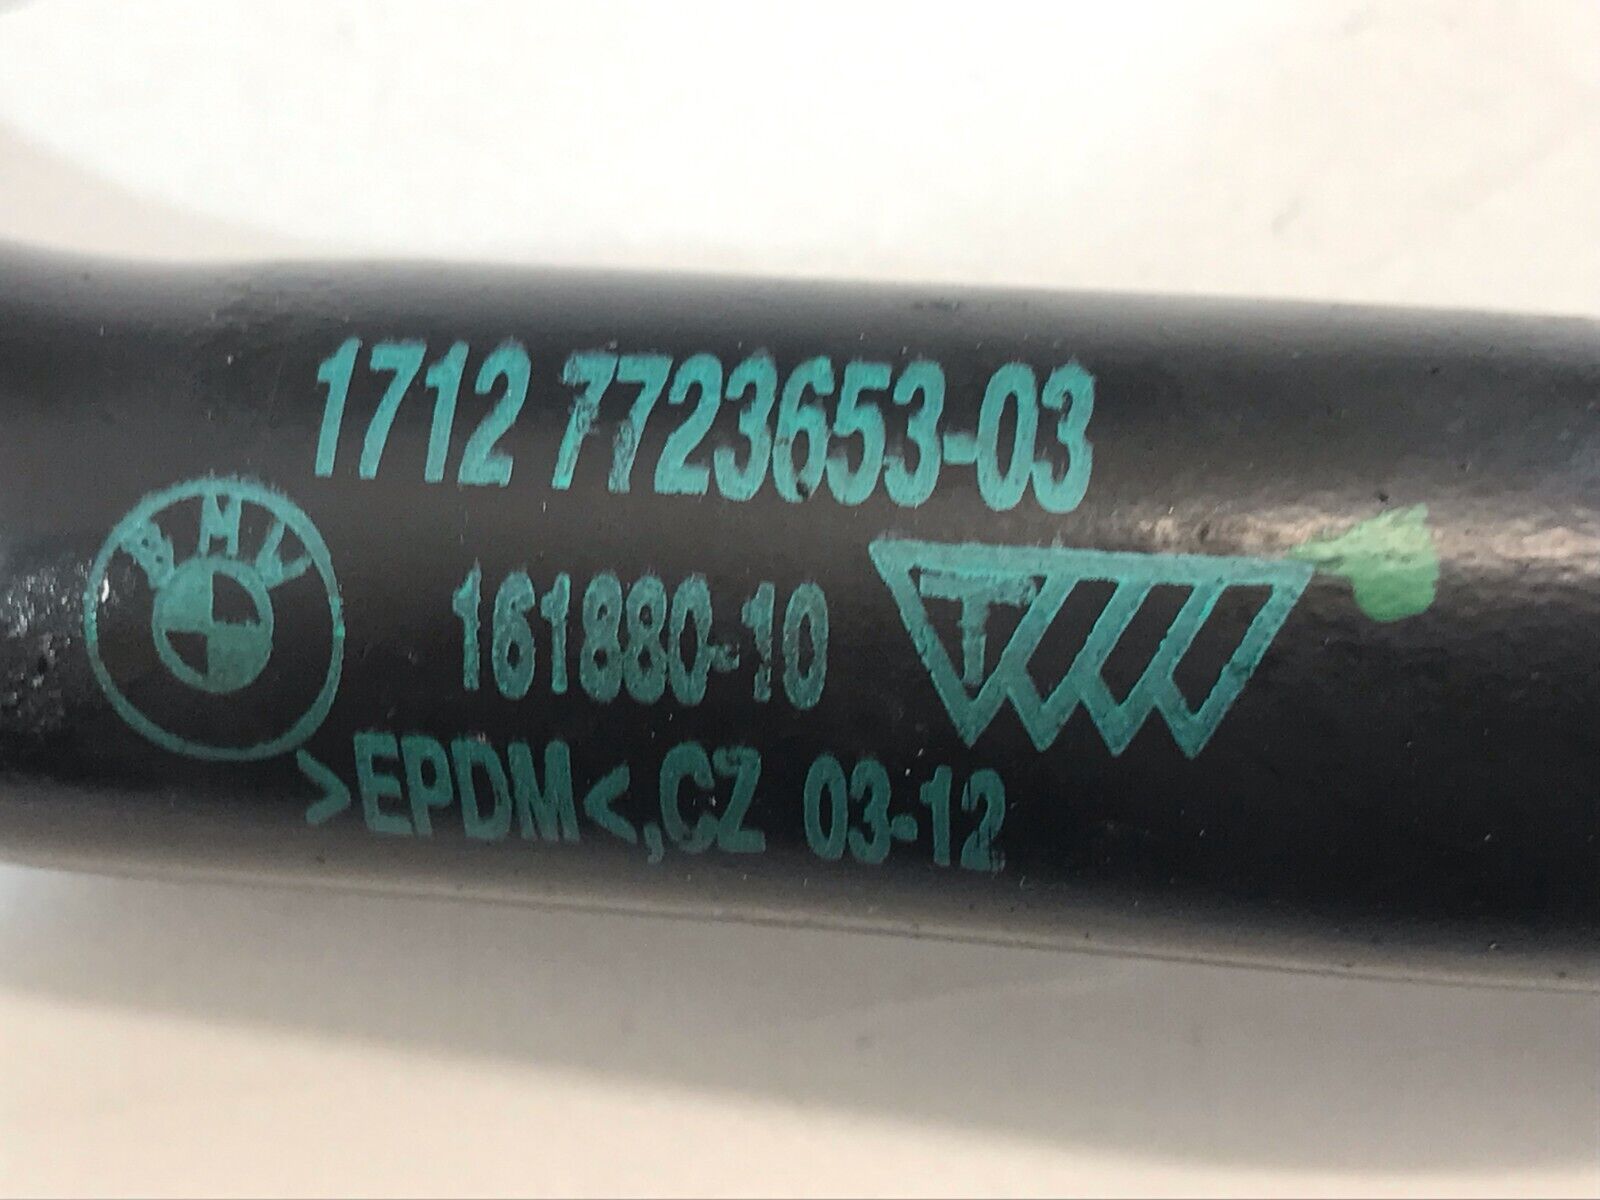 1712 7723653-03
BMW
161880-10
T
>EPDM<,CZ 03-12